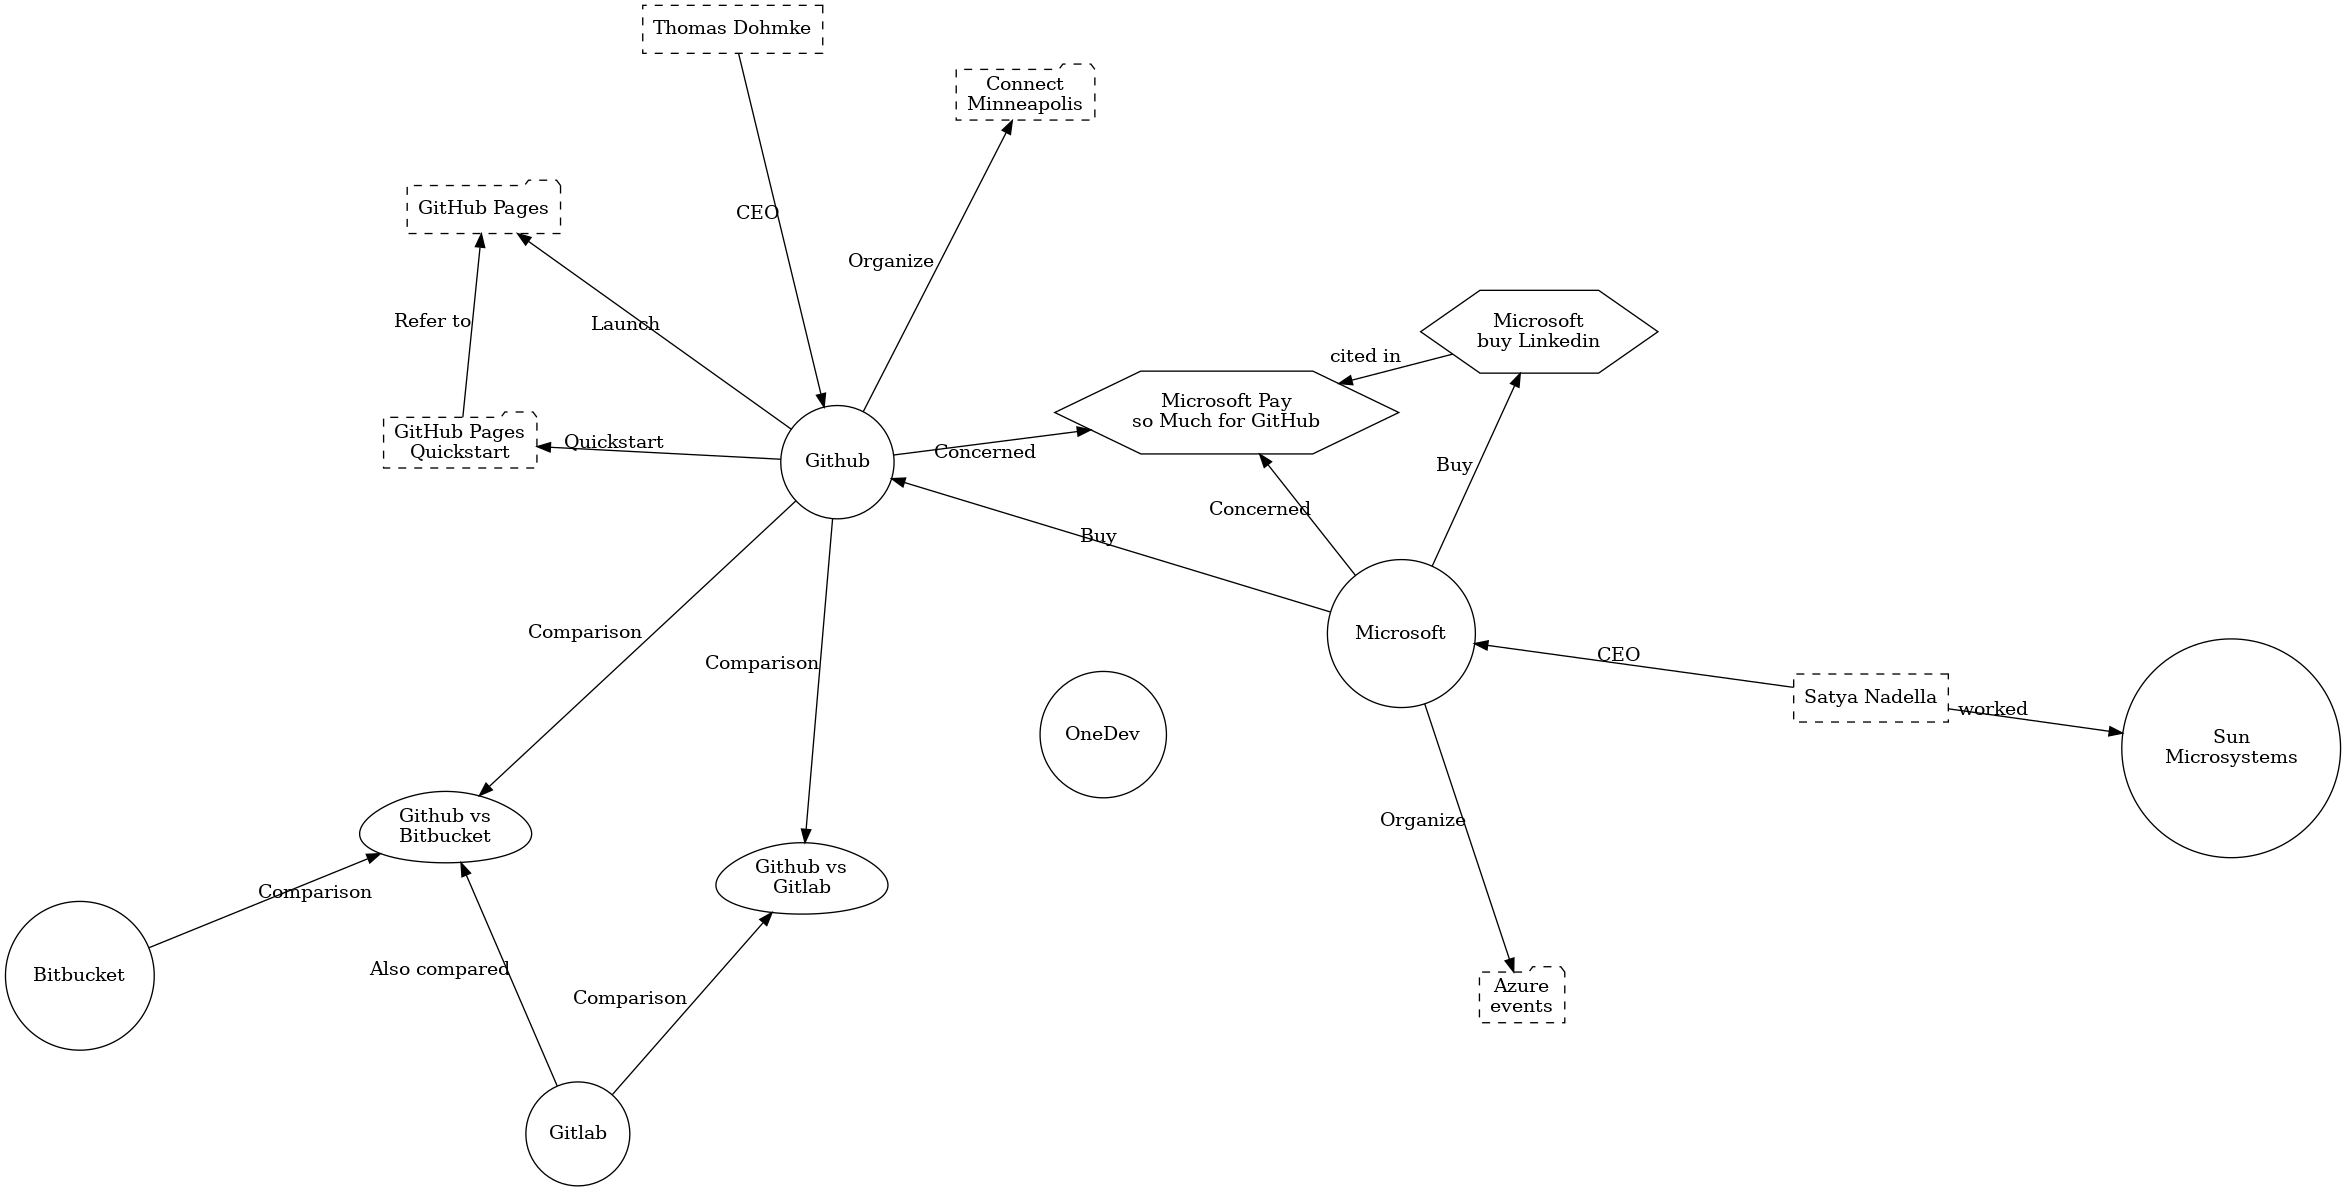 Thomas Dohmke
Connect
Minneapolis
GitHub Pages
CEO
Organize
Refer to
Launch
Microsoft
buy Linkedin
cited in
Microsoft Pay
so Much for GitHub
GitHub Pages
Quickstart
Quickstart
Github
Concerned
Buy
Concerned
Buy
Comparison
Comparison
Microsoft
CEO
Satya Nadella
worked
OneDev
Sun
Microsystems
Github vs
Bitbucket
Organize
Github vs
Gitlab
Comparison
Bitbucket
Also compared
Comparison
Azure
events
Gitlab